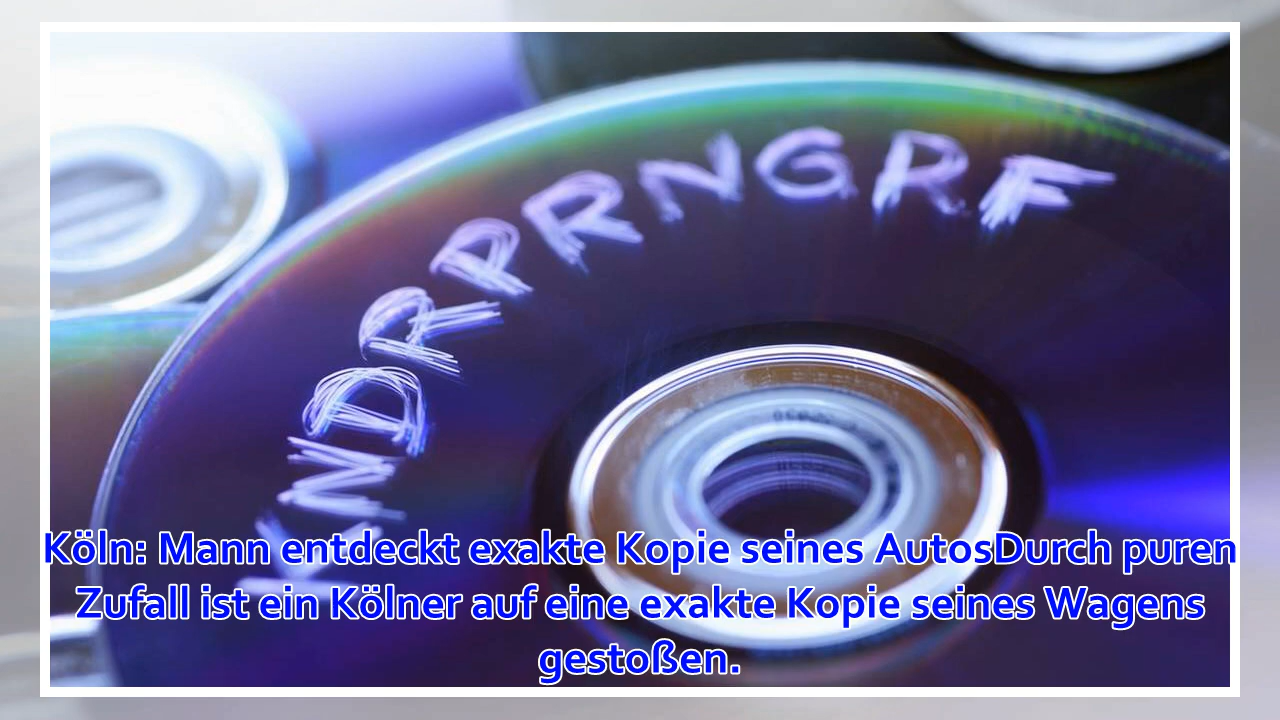 KNDRPRNGRF
Köln: Mann entdeckt exakte Kopie seines AutosDurch puren
Zufall ist ein Kölner auf eine exakte Kopie seines Wagens
gestoßen.